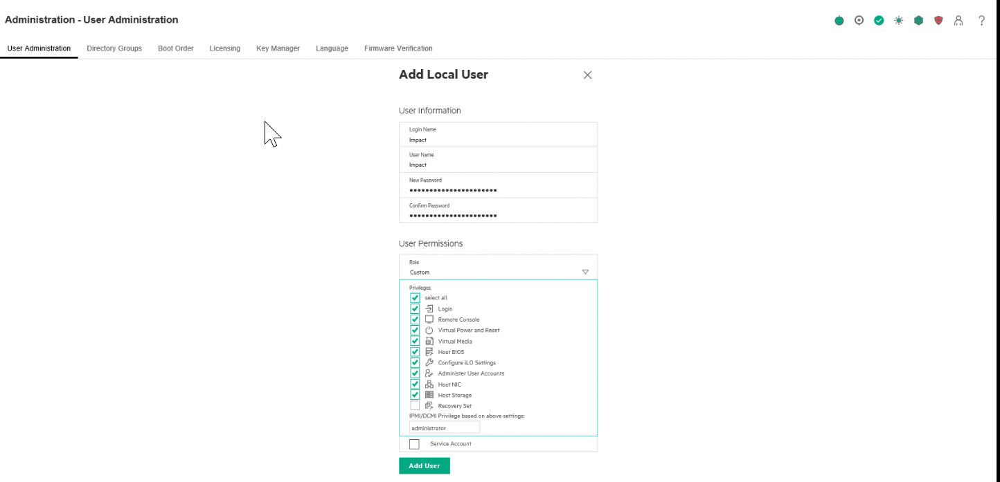 Administration - User Administration
User Administration Directory Groups Boot Order Licensing Key Manager Language Firmware Verification
Add Local User
User Information
Login Name
Impact
User Name
Impact
New Password
••••••••••••••••••••••
Confirm Password
••••••••••••••••••••••
User Permissions
Role
Custom
Privileges
select all
Login
Remote Console
Virtual Power and Reset
Virtual Media
Host BIOS
Configure iLO Settings
Administer User Accounts
Host NIC
Host Storage
Recovery Set
IPMI/DCMI Privilege based on above settings:
administrator
Service Account
Add User